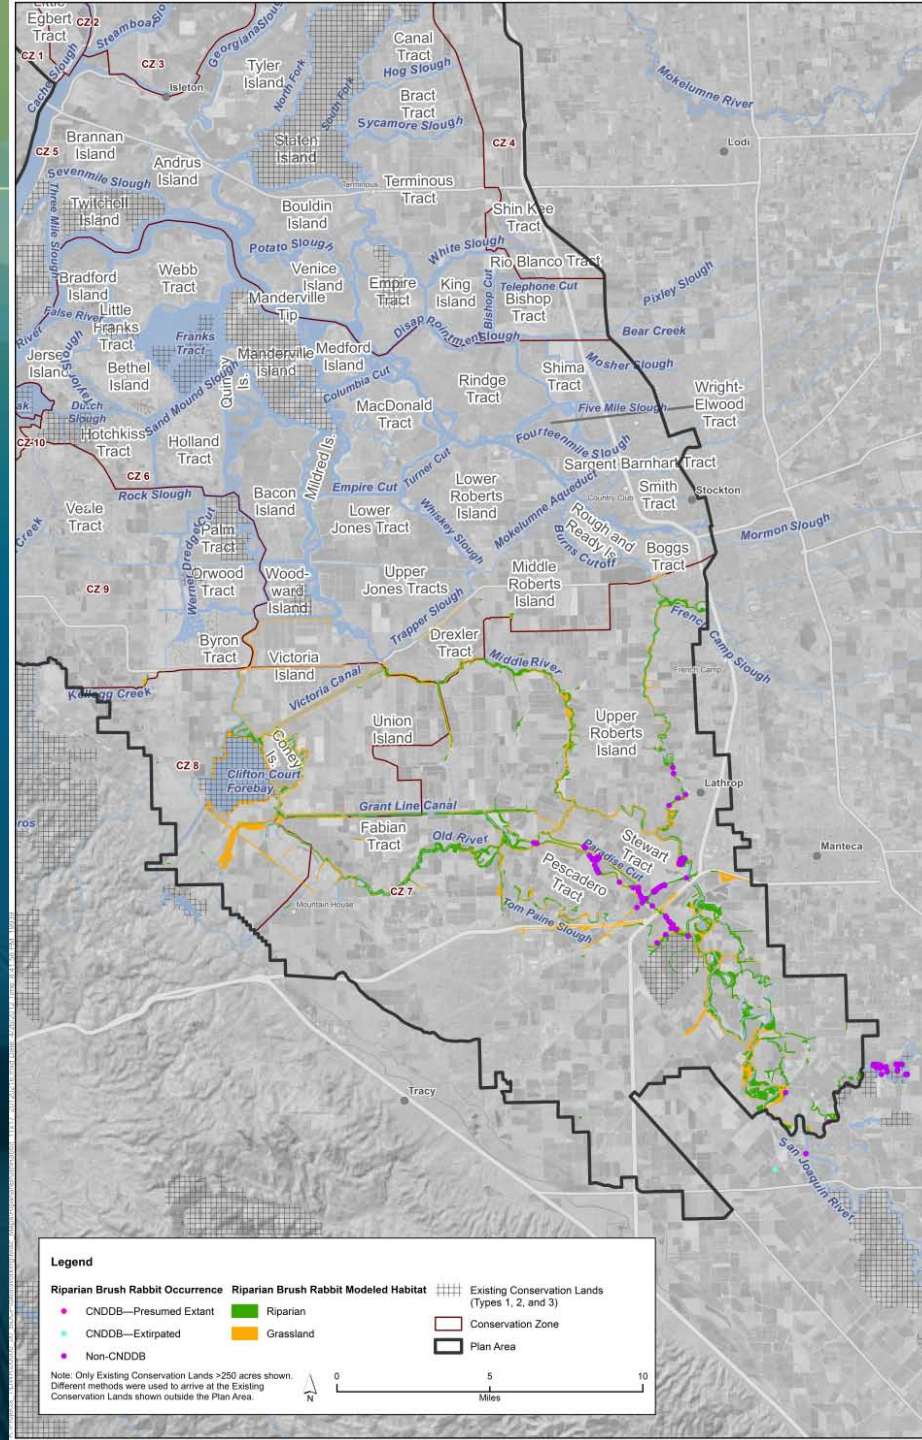 Little
Egbert
Tract
CZ 2
Steamboat Slo
Georgiana Slou
CZ 1
CZ 3
Cache Slough
Isleton
Tyler
Island
North Fork
South Fork
Canal
Tract
Hog Slough
Bract
Tract
Sycamore Slough
Mokelumne River
Lodi
CZ 4
CZ 5
Brannan
Island
Andrus
Island
Staten
Island
Sevenmile Slough
Three Mile Slough
Twitchell
Island
Terminous
Terminous
Tract
Bouldin
Island
Shin Kee
Tract
Potato Slough
White Slough
Rio Blanco Tract
Webb
Tract
Venice
Island
Empire
Tract
King
Island
Bishop Cut
Telephone Cut
Bishop
Tract
Pixley Slough
Bradford
Island
Manderville
Tip
False River
River
Little
Franks
Tract
Franks
Tract
Disappointment Slough
Bear Creek
Jersey
Island
Taylor Slough
Bethel
Island
Quimby
Is.
Manderville
Island
Medford
Island
Columbia Cut
Rindge
Tract
Shima
Tract
Mosher Slough
Wright-
Elwood
Tract
Dutch
Slough
Sand Mound Slough
MacDonald
Tract
Five Mile Slough
Fourteenmile Slough
CZ-10
Hotchkiss
Tract
Holland
Tract
Mildred Is.
Turner Cut
Sargent Barnhart Tract
CZ 6
Rock Slough
Bacon
Island
Empire Cut
Lower
Jones Tract
Lower
Roberts
Island
Mokelumne Aqueduct
Country Club
Smith
Tract
Stockton
Veale
Tract
Creek
Palm
Tract
Werner Dredge Cut
Whiskey Slough
Rough and
Ready Is.
Burns Cutoff
Mormon Slough
Boggs
Tract
Orwood
Tract
Wood-
ward
Island
Upper
Jones Tracts
Middle
Roberts
Island
CZ 9
Trapper Slough
Drexler
Tract
French Camp Slough
Byron
Tract
Victoria
Island
Victoria Canal
Middle River
French Camp
Kellogg Creek
Union
Island
Upper
Roberts
Island
Coney
Is.
CZ 8
Clifton Court
Forebay
Lathrop
Grant Line Canal
Fabian
Tract
Old River
Stewart
Tract
Paradise Cut
Pescadero
Tract
Manteca
CZ 7
Mountain House
Tom Paine Slough
Tracy
San Joaquin River
Legend
Riparian Brush Rabbit Occurrence
CNDDB—Presumed Extant
CNDDB—Extirpated
Non-CNDDB
Riparian Brush Rabbit Modeled Habitat
Riparian
Grassland
Existing Conservation Lands
(Types 1, 2, and 3)
Conservation Zone
Plan Area
Note: Only Existing Conservation Lands >250 acres shown.
Different methods were used to arrive at the Existing
Conservation Lands shown outside the Plan Area.
N
0 5 10
Miles